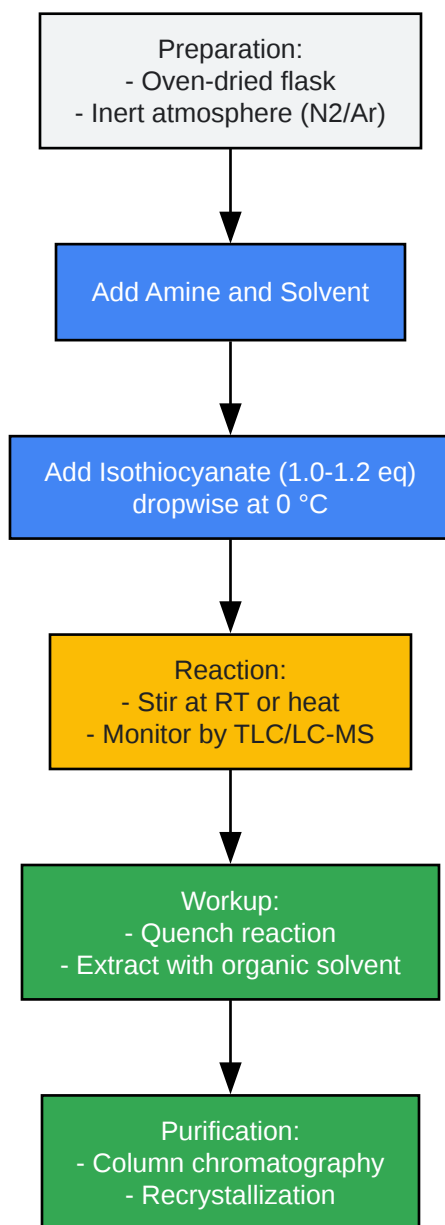 Preparation:
- Oven-dried flask
- Inert atmosphere (N2/Ar)
Add Amine and Solvent
Add Isothiocyanate (1.0-1.2 eq)
dropwise at 0 °C
Reaction:
- Stir at RT or heat
- Monitor by TLC/LC-MS
Workup:
- Quench reaction
- Extract with organic solvent
Purification:
- Column chromatography
- Recrystallization